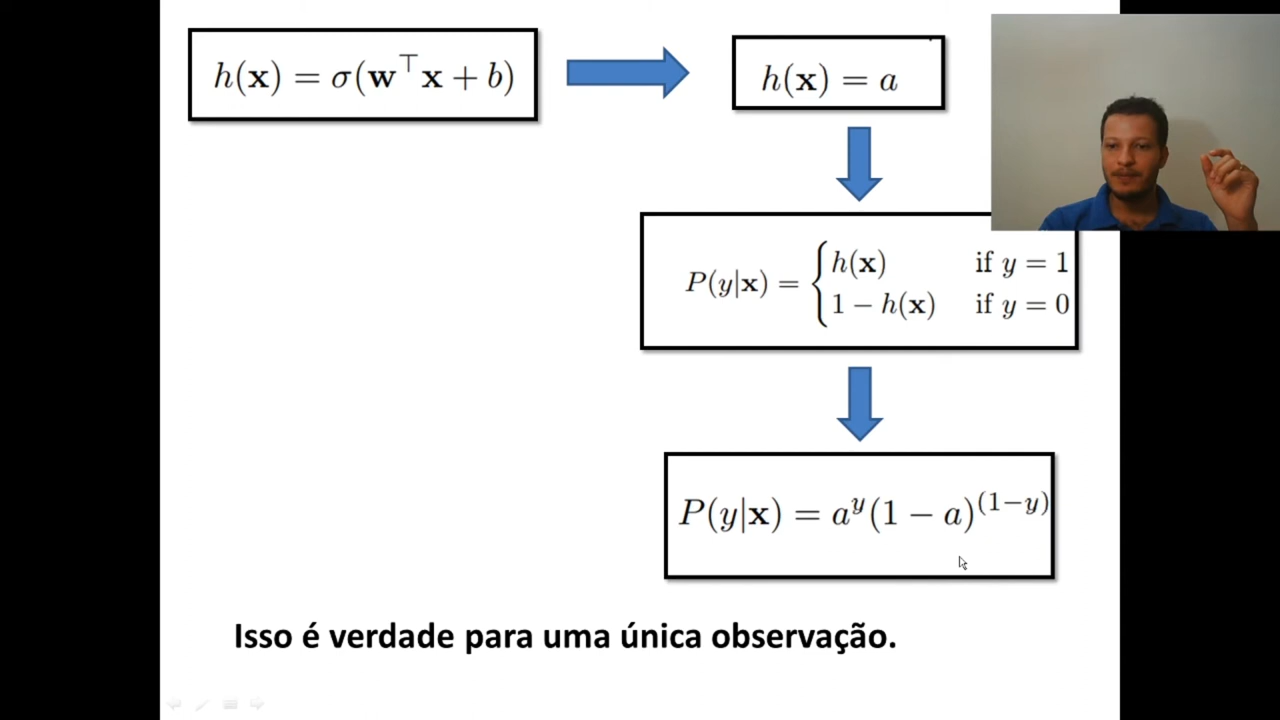 h(x) = σ(w⊤x + b)
h(x) = a
P(y|x) = { h(x) if y = 1
1 − h(x) if y = 0
P(y|x) = a^y(1 − a)^(1−y)
Isso é verdade para uma única observação.